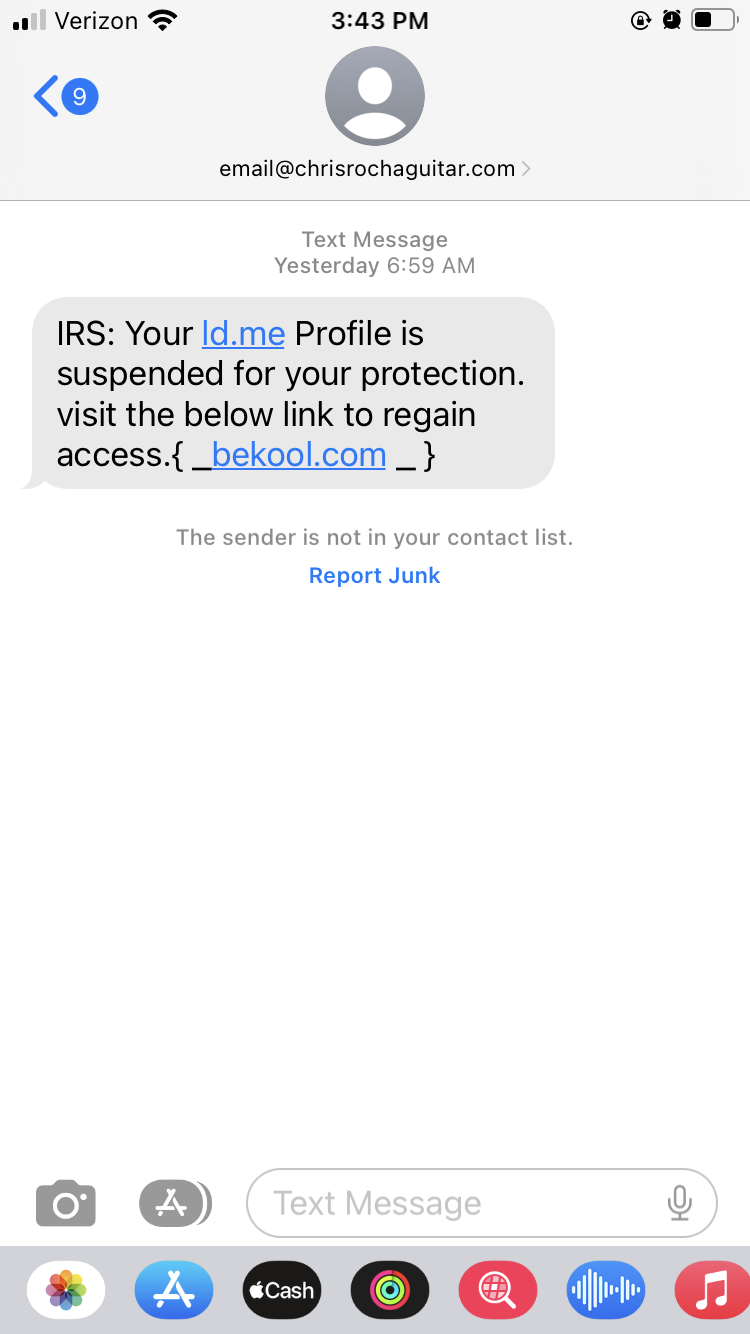 Verizon 3:43 PM
9
email@chrisrochaguitar.com
Text Message
Yesterday 6:59 AM
IRS: Your ld.me Profile is
suspended for your protection.
visit the below link to regain
access.{ _bekool.com _ }
The sender is not in your contact list.
Report Junk
Text Message
Cash